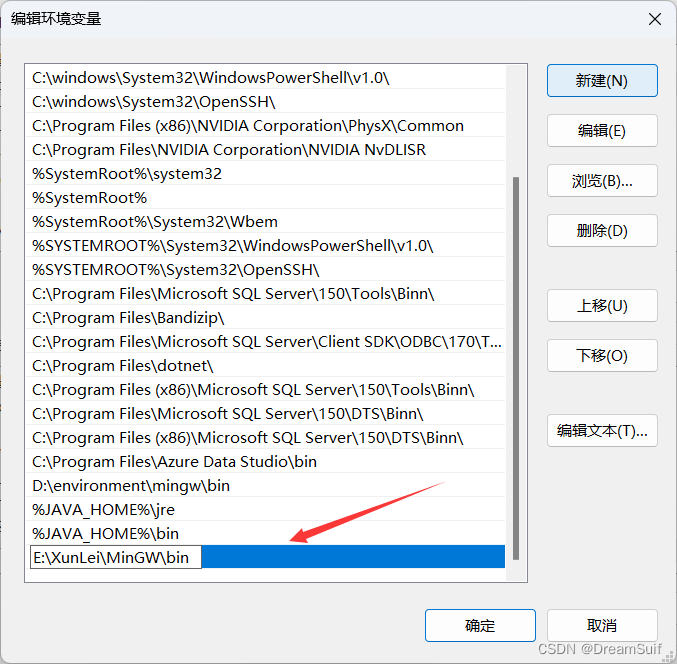 编辑环境变量
C:\windows\System32\WindowsPowerShell\v1.0\
C:\windows\System32\OpenSSH\
C:\Program Files (x86)\NVIDIA Corporation\PhysX\Common
C:\Program Files\NVIDIA Corporation\NVIDIA NvDLISR
%SystemRoot%\system32
%SystemRoot%
%SystemRoot%\System32\Wbem
%SYSTEMROOT%\System32\WindowsPowerShell\v1.0\
%SYSTEMROOT%\System32\OpenSSH\
C:\Program Files\Microsoft SQL Server\150\Tools\Binn\
C:\Program Files\Bandizip\
C:\Program Files\Microsoft SQL Server\Client SDK\ODBC\170\T...
C:\Program Files\dotnet\
C:\Program Files (x86)\Microsoft SQL Server\150\Tools\Binn\
C:\Program Files\Microsoft SQL Server\150\DTS\Binn\
C:\Program Files (x86)\Microsoft SQL Server\150\DTS\Binn\
C:\Program Files\Azure Data Studio\bin
D:\environment\mingw\bin
%JAVA_HOME%\jre
%JAVA_HOME%\bin
E:\XunLei\MinGW\bin
新建(N)
编辑(E)
浏览(B)...
删除(D)
上移(U)
下移(O)
编辑文本(T)...
确定
取消
CSDN @DreamSuif